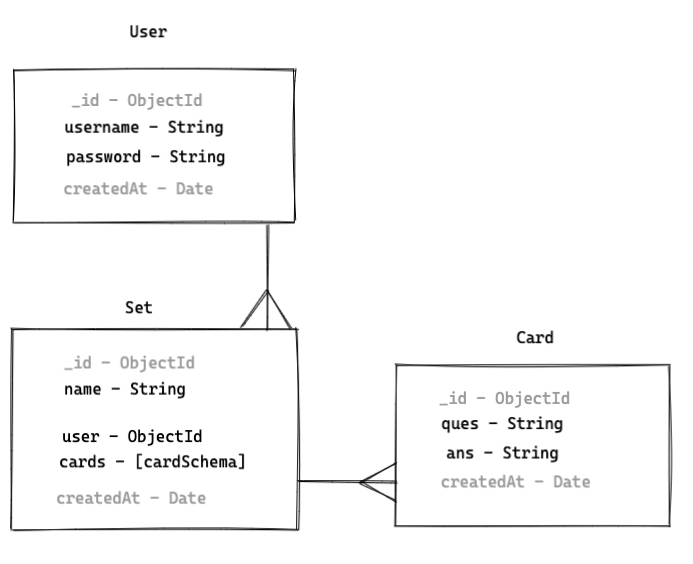 User
_id - ObjectId
username - String
password - String
createdAt - Date
Set
_id - ObjectId
name - String
user - ObjectId
cards - [cardSchema]
createdAt - Date
Card
_id - ObjectId
ques - String
ans - String
createdAt - Date